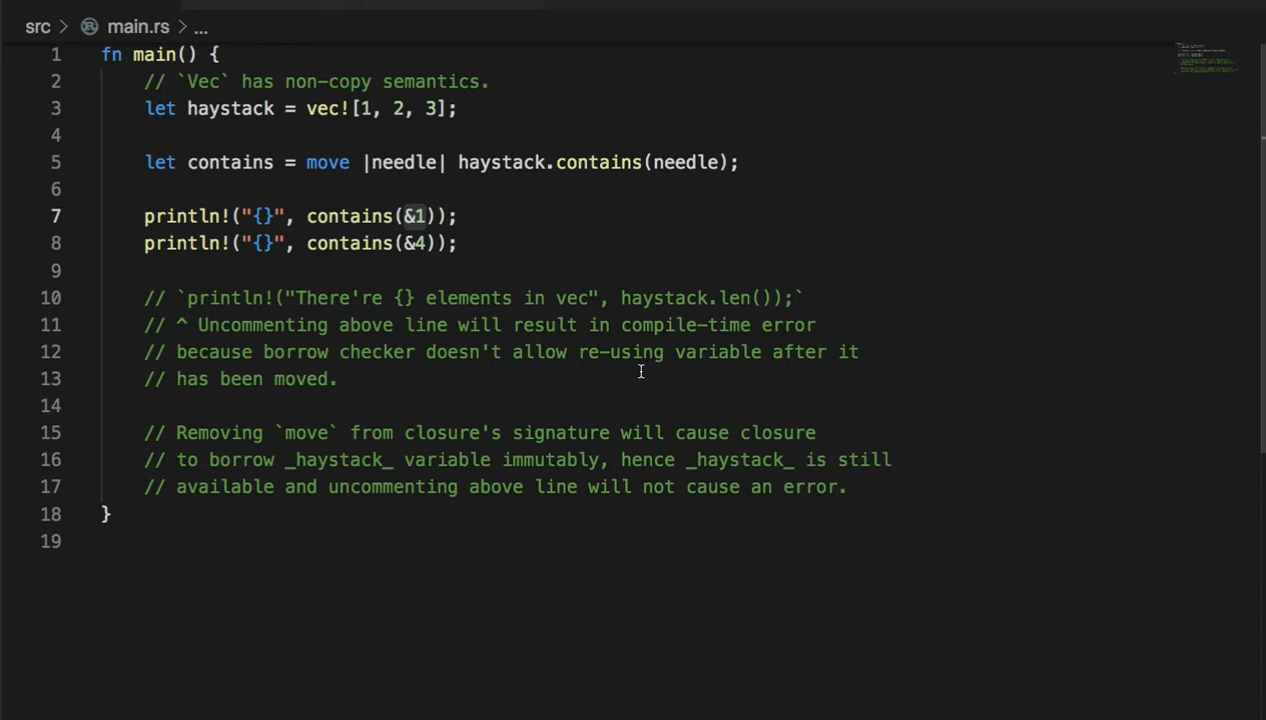 src > main.rs > ...
1 fn main() {
2 // `Vec` has non-copy semantics.
3 let haystack = vec![1, 2, 3];
4
5 let contains = move |needle| haystack.contains(needle);
6
7 println!("{}", contains(&1));
8 println!("{}", contains(&4));
9
10 // `println!("There're {} elements in vec", haystack.len());`
11 // ^ Uncommenting above line will result in compile-time error
12 // because borrow checker doesn't allow re-using variable after it
13 // has been moved.
14
15 // Removing `move` from closure's signature will cause closure
16 // to borrow _haystack_ variable immutably, hence _haystack_ is still
17 // available and uncommenting above line will not cause an error.
18 }
19